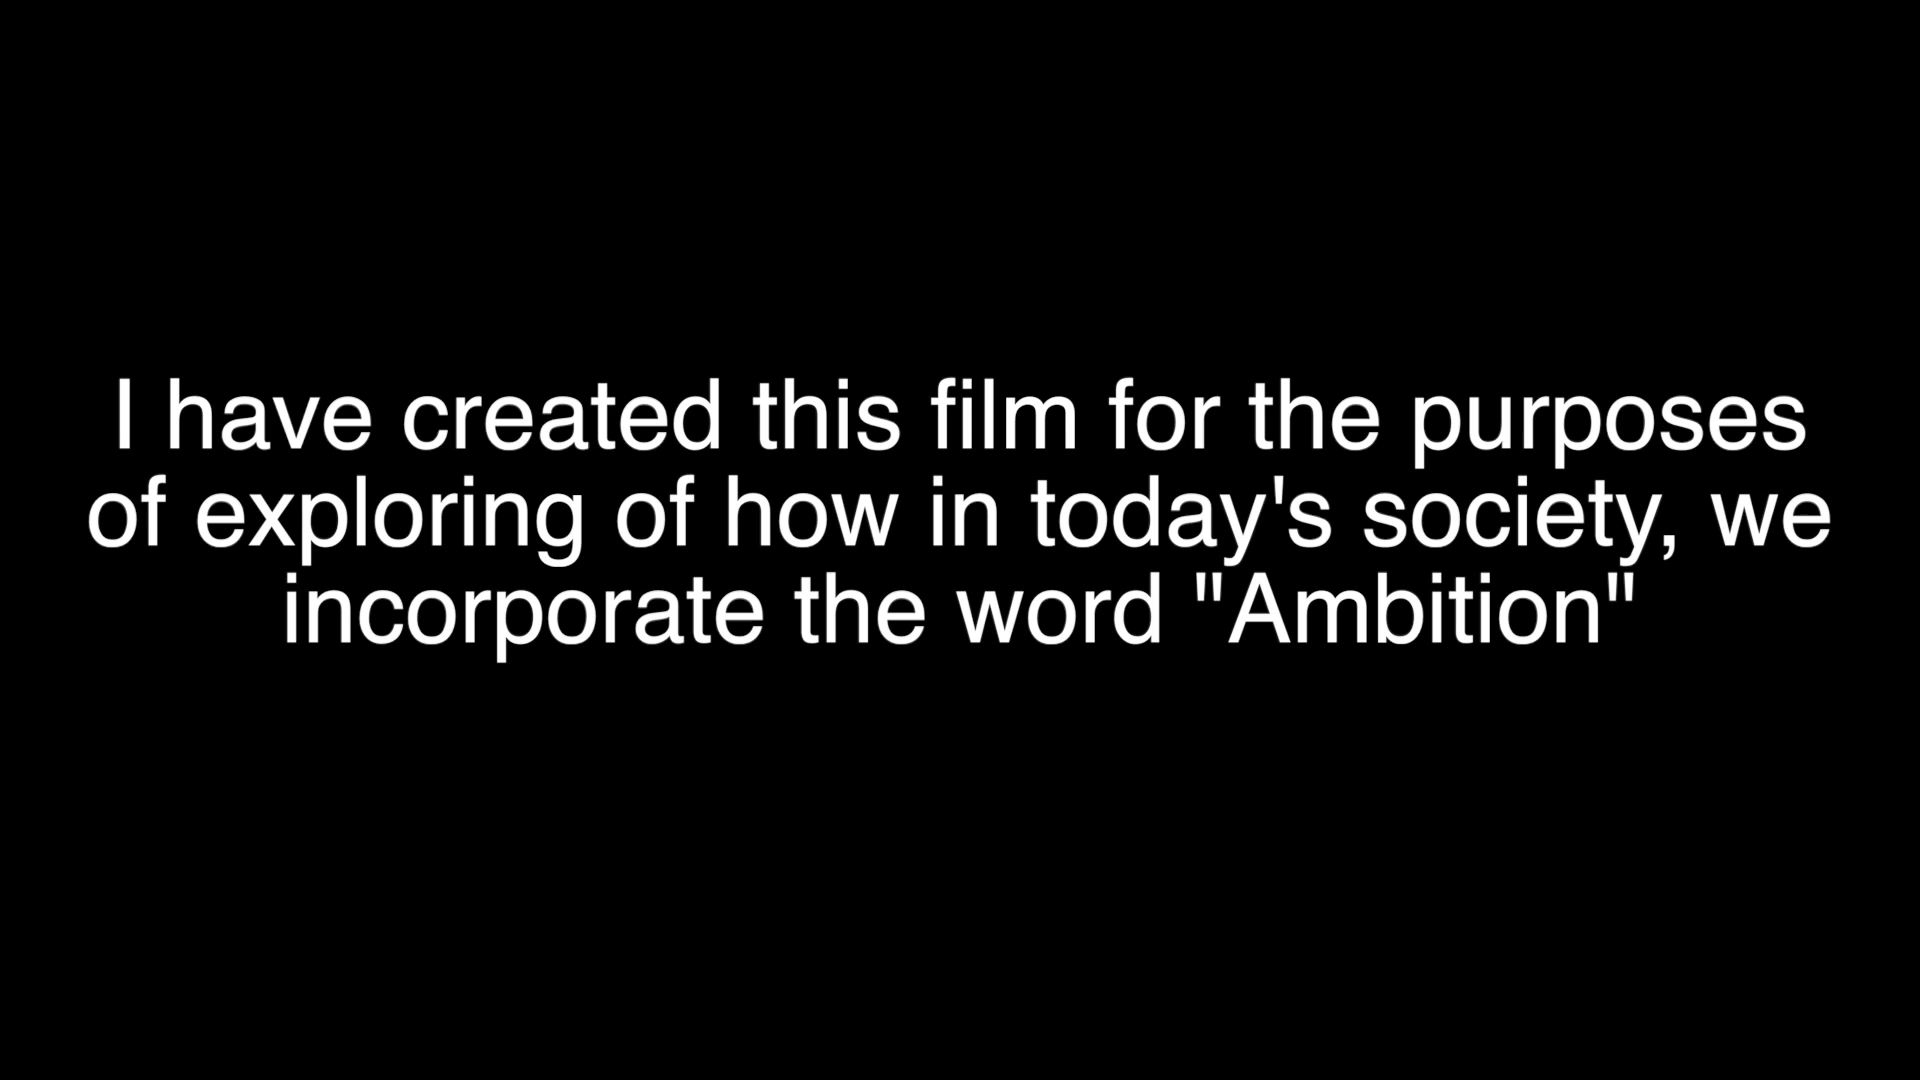 I have created this film for the purposes
of exploring of how in today's society, we
incorporate the word "Ambition"